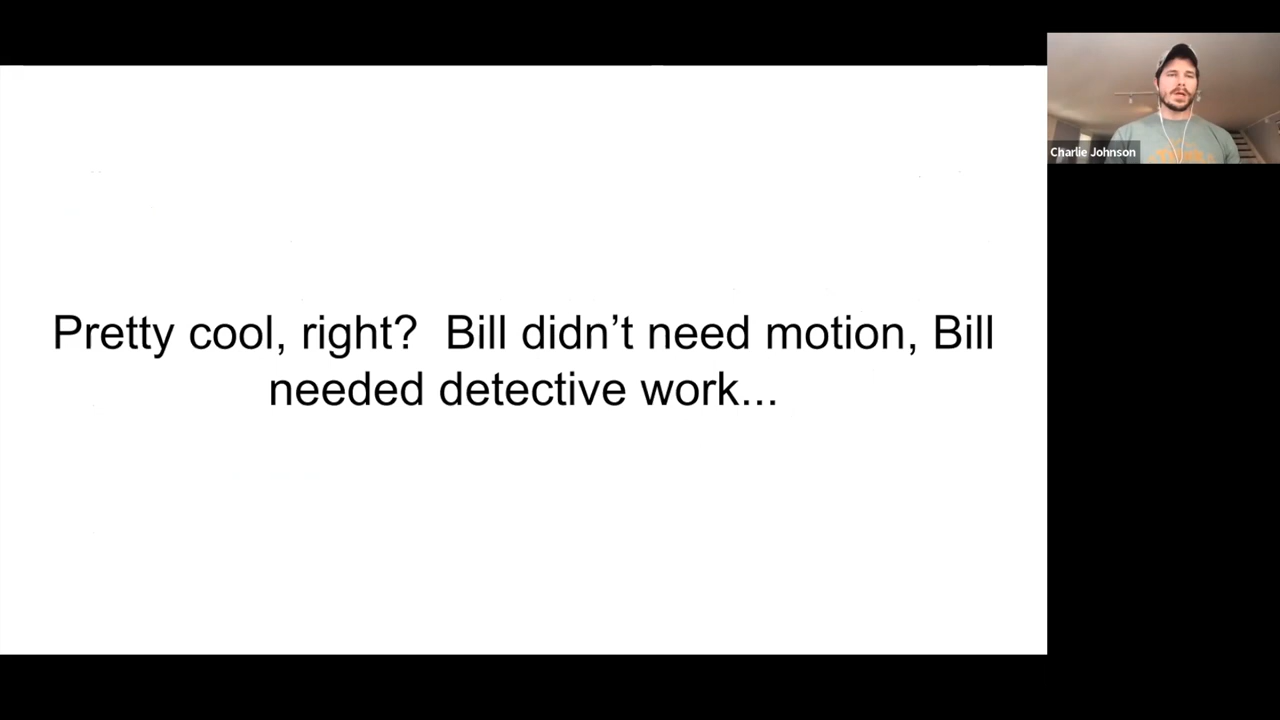 Pretty cool, right?  Bill didn’t need motion, Bill
needed detective work...
Charlie Johnson